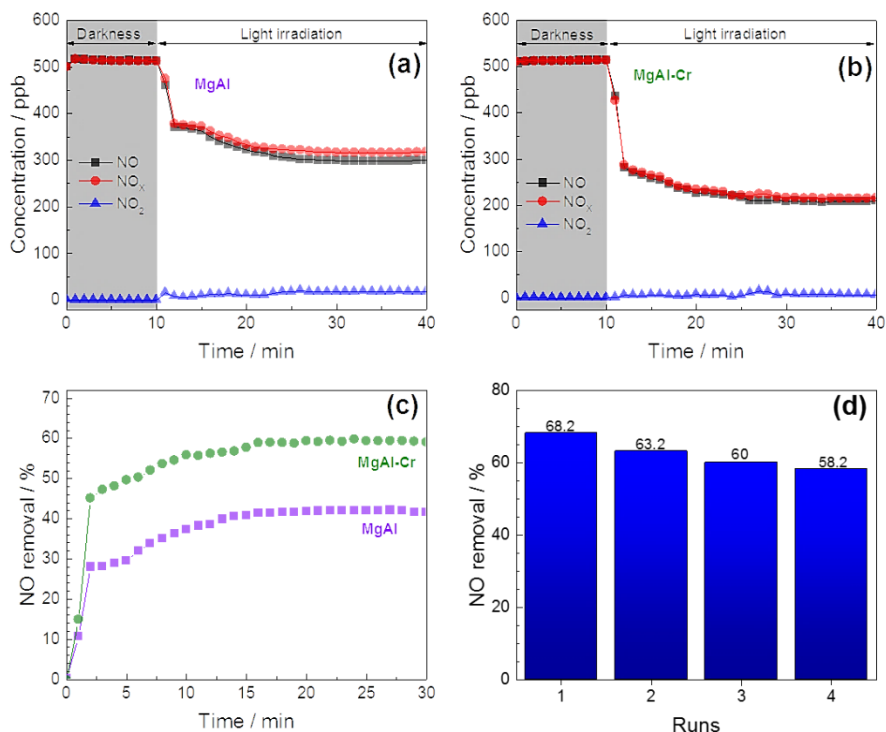 Darkness
Light irradiation
(a)
MgAl
NO
NOₓ
NO₂
Concentration / ppb
600
500
400
300
200
100
0
0 10 20 30 40
Time / min
Darkness
Light irradiation
(b)
MgAl-Cr
NO
NOₓ
NO₂
Concentration / ppb
600
500
400
300
200
100
0
0 10 20 30 40
Time / min
(c)
MgAl-Cr
MgAl
NO removal / %
70
60
50
40
30
20
10
0
0 5 10 15 20 25 30
Time / min
(d)
68.2
63.2
60
58.2
NO removal / %
80
60
40
20
0
1 2 3 4
Runs